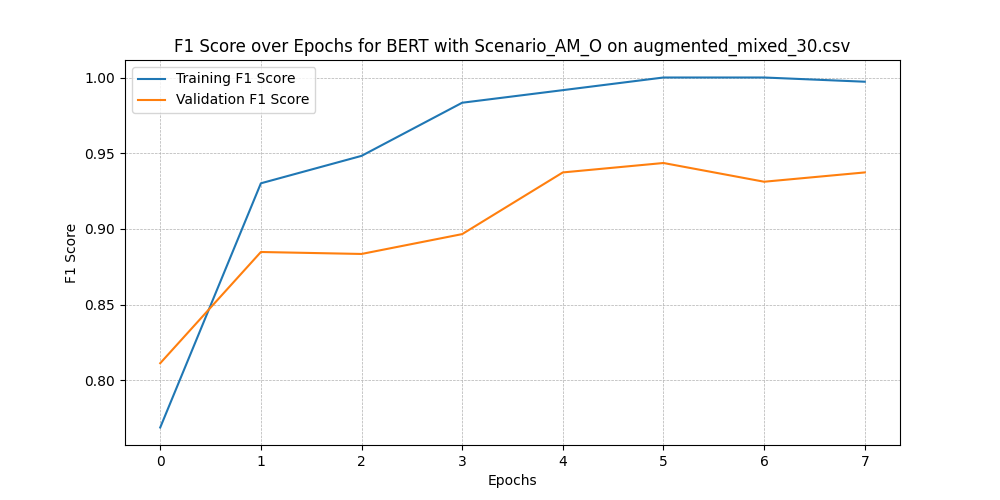 F1 Score over Epochs for BERT with Scenario_AM_O on augmented_mixed_30.csv
Training F1 Score
Validation F1 Score
1.00
0.95
0.90
0.85
0.80
F1 Score
0 1 2 3 4 5 6 7
Epochs